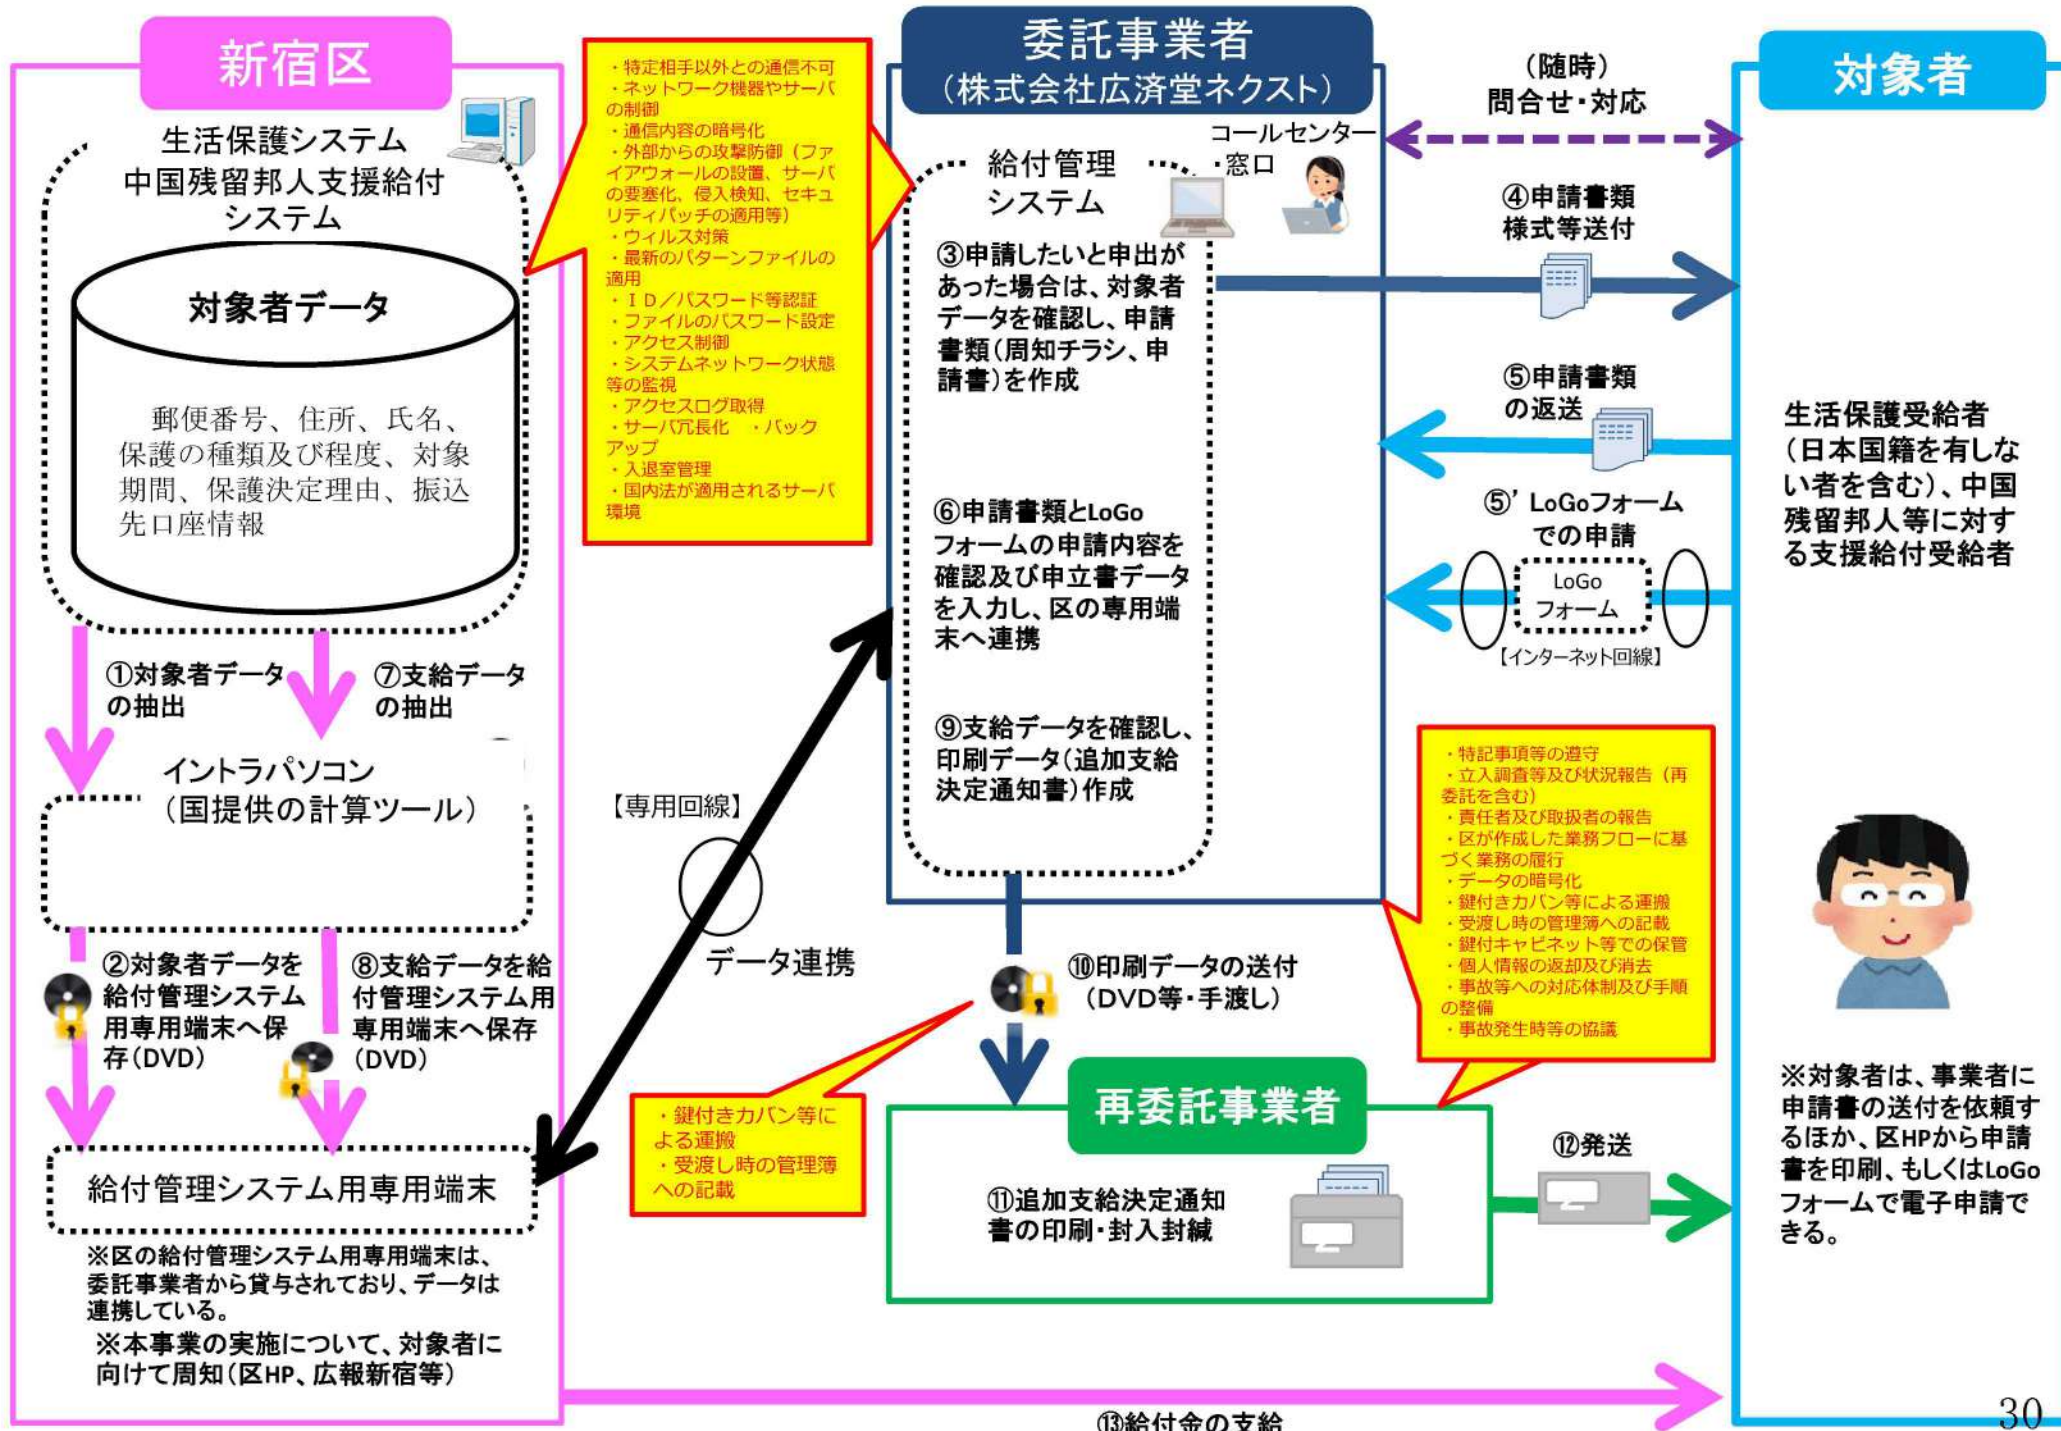 新宿区
生活保護システム
中国残留邦人支援給付
システム
対象者データ
郵便番号、住所、氏名、
保護の種類及び程度、対象
期間、保護決定理由、振込
先口座情報
①対象者データ
の抽出
⑦支給データ
の抽出
イントラパソコン
（国提供の計算ツール）
②対象者データを
給付管理システム
用専用端末へ保
存(DVD)
⑧支給データを給
付管理システム用
専用端末へ保存
(DVD)
給付管理システム用専用端末
※区の給付管理システム用専用端末は、
委託事業者から貸与されており、データは
連携している。
※本事業の実施について、対象者に
向けて周知(区HP、広報新宿等)
・特定相手以外との通信不可
・ネットワーク機器やサーバ
の制御
・通信内容の暗号化
・外部からの攻撃防御（ファ
イアウォールの設置、サーバ
の要塞化、侵入検知、セキュ
リティパッチの適用等）
・ウィルス対策
・最新のパターンファイルの
適用
・ＩＤ／パスワード等認証
・ファイルのパスワード設定
・アクセス制御
・システムネットワーク状態
等の監視
・アクセスログ取得
・サーバ冗長化　・バック
アップ
・入退室管理
・国内法が適用されるサーバ
環境
【専用回線】
データ連携
委託事業者
（株式会社広済堂ネクスト）
コールセンター
・窓口
給付管理
システム
③申請したいと申出が
あった場合は、対象者
データを確認し、申請
書類(周知チラシ、申
請書)を作成
⑥申請書類とLoGo
フォームの申請内容を
確認及び申立書データ
を入力し、区の専用端
末へ連携
⑨支給データを確認し、
印刷データ(追加支給
決定通知書)作成
⑩印刷データの送付
(DVD等・手渡し)
・鍵付きカバン等に
よる運搬
・受渡し時の管理簿
への記載
再委託事業者
⑪追加支給決定通知
書の印刷・封入封緘
・特記事項等の遵守
・立入調査等及び状況報告（再
委託を含む）
・責任者及び取扱者の報告
・区が作成した業務フローに基
づく業務の履行
・データの暗号化
・鍵付きカバン等による運搬
・受渡し時の管理簿への記載
・鍵付キャビネット等での保管
・個人情報の返却及び消去
・事故等への対応体制及び手順
の整備
・事故発生時等の協議
（随時）
問合せ・対応
④申請書類
様式等送付
⑤申請書類
の返送
⑤’ LoGoフォーム
での申請
LoGo
フォーム
【インターネット回線】
⑫発送
対象者
生活保護受給者
（日本国籍を有しな
い者を含む）、中国
残留邦人等に対す
る支援給付受給者
※対象者は、事業者に
申請書の送付を依頼す
るほか、区HPから申請
書を印刷、もしくはLoGo
フォームで電子申請で
きる。
⑬給付金の支給
30